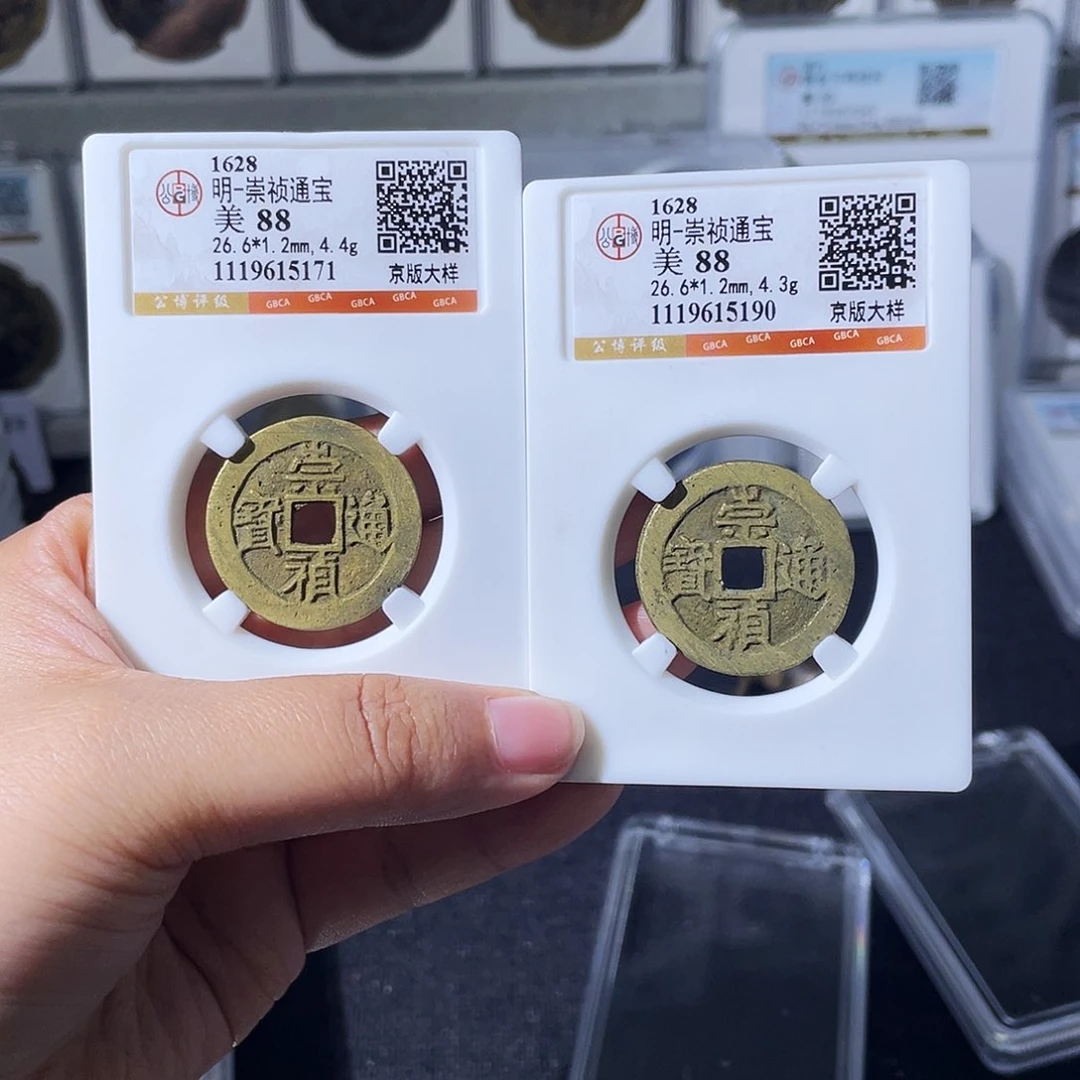 1628
明-崇祯通宝
美 88
26.6*1.2mm,4.4g
1119615171
京版大样
公博评级
GBCA GBCA GBCA GBCA GBCA
崇
寳 通
禎
1628
明-崇祯通宝
美 88
26.6*1.2mm,4.3g
1119615190
京版大样
公博评级
GBCA GBCA GBCA GBCA GBCA
崇
寳 通
禎